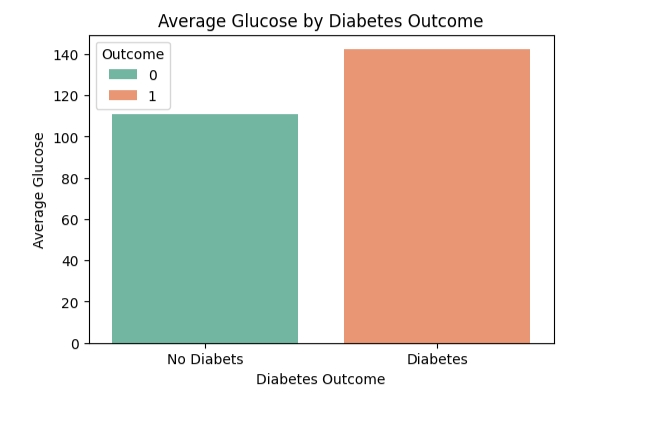 Average Glucose by Diabetes Outcome
Outcome
0
1
Average Glucose
140
120
100
80
60
40
20
0
No Diabets
Diabetes
Diabetes Outcome